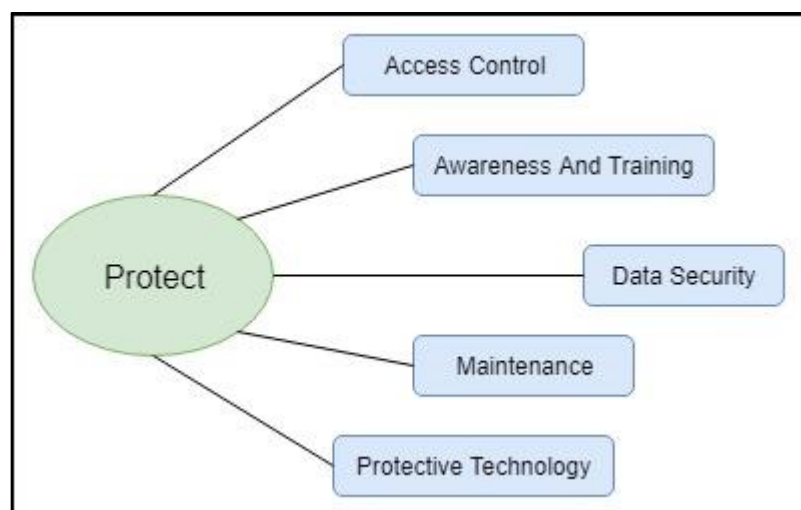 Access Control
Awareness And Training
Protect
Data Security
Maintenance
Protective Technology